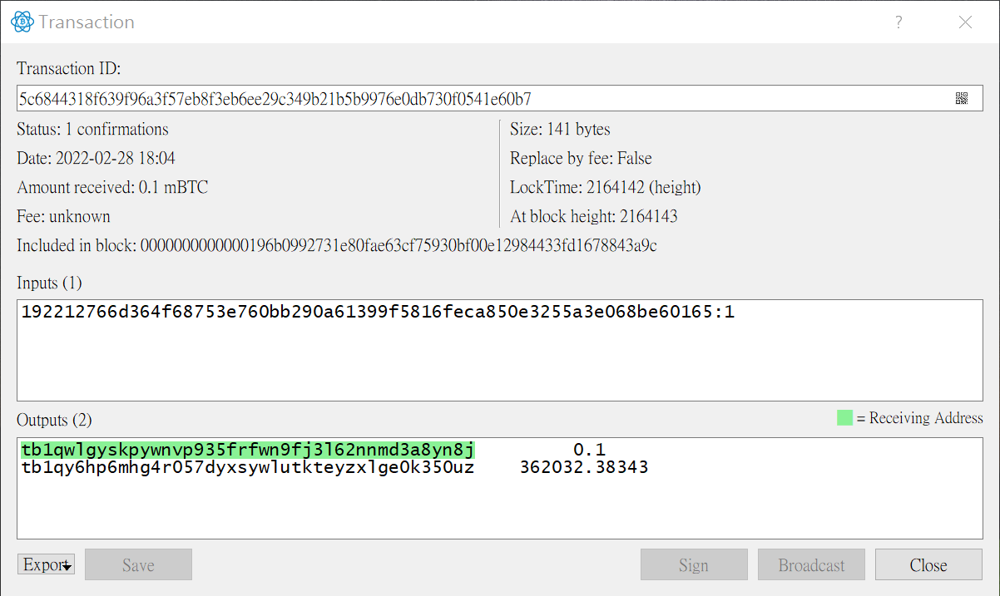 Transaction
?
Transaction ID:
5c6844318f639f96a3f57eb8f3eb6ee29c349b21b5b9976e0db730f0541e60b7
Status: 1 confirmations
Date: 2022-02-28 18:04
Amount received: 0.1 mBTC
Fee: unknown
Size: 141 bytes
Replace by fee: False
LockTime: 2164142 (height)
At block height: 2164143
Included in block: 0000000000000196b0992731e80fae63cf75930bf00e12984433fd1678843a9c
Inputs (1)
192212766d364f68753e760bb290a61399f5816feca850e3255a3e068be60165:1
Outputs (2)
= Receiving Address
tb1qwlgyskpywnvp935frfwn9fj3l62nnmd3a8yn8j 0.1
tb1qy6hp6mhg4r057dyxsywlutkteyzxlge0k350uz 362032.38343
Export
Save
Sign
Broadcast
Close